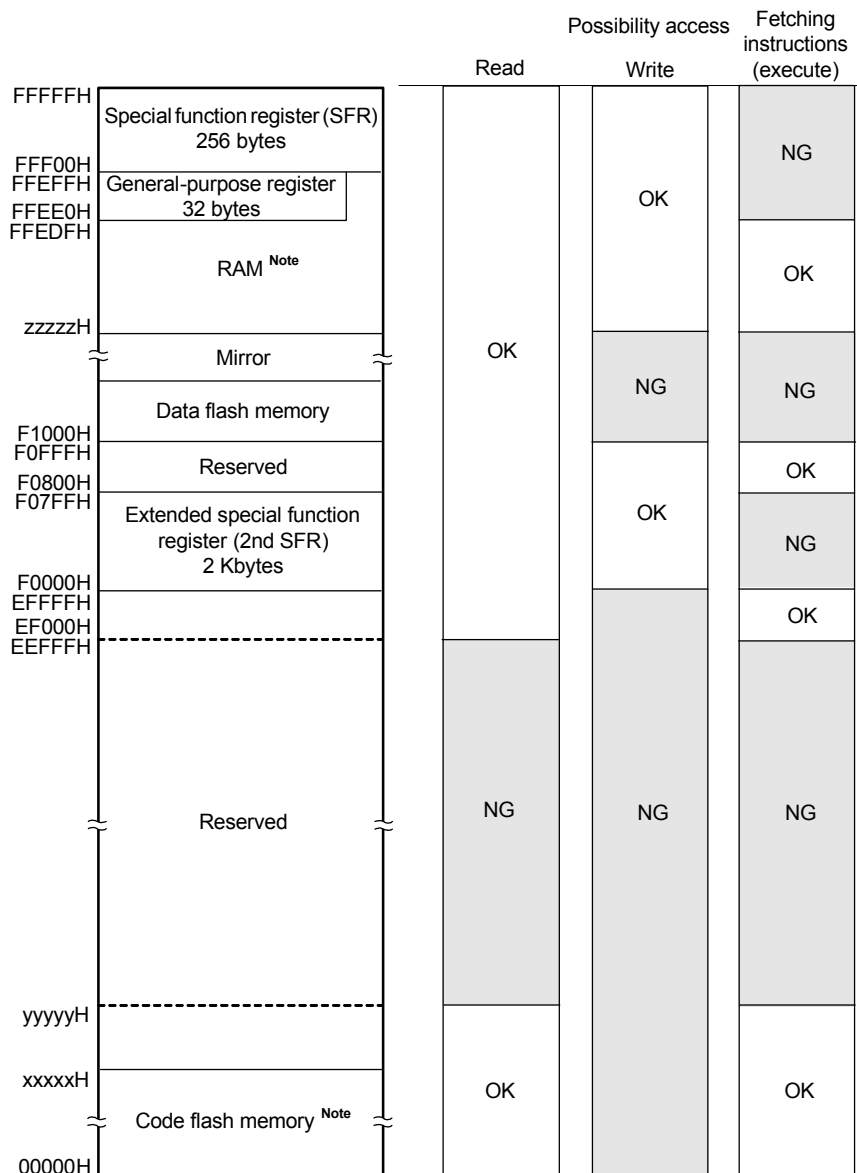 Possibility access
Fetching
instructions
(execute)
Read
Write
FFFFFH
Special function register (SFR)
256 bytes
NG
FFF00H
FFEFFH
General-purpose register
32 bytes
OK
FFEE0H
FFEDFH
RAM Note
OK
zzzzzH
Mirror
OK
NG
NG
Data flash memory
F1000H
F0FFFH
Reserved
OK
F0800H
F07FFH
Extended special function
register (2nd SFR)
2 Kbytes
OK
NG
F0000H
EFFFFH
EF000H
OK
EEFFFH
Reserved
NG
NG
NG
yyyyyH
xxxxxH
OK
OK
Code flash memory Note
00000H